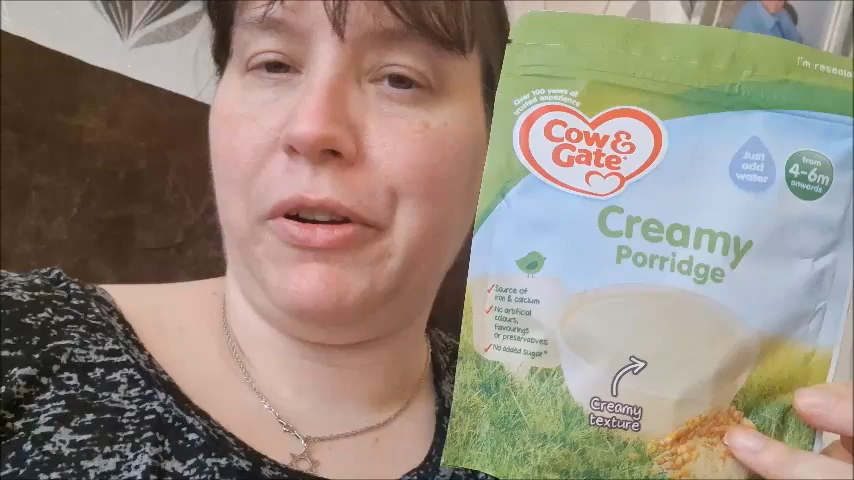 I'm reseala
Over 100 years of
trusted experience
Cow &
Gate
Just
add
water
from
4-6m
onwards
Creamy
Porridge
Source of
iron & calcium
No artificial
colours,
flavourings
or preservatives
No added sugar*
Creamy
texture